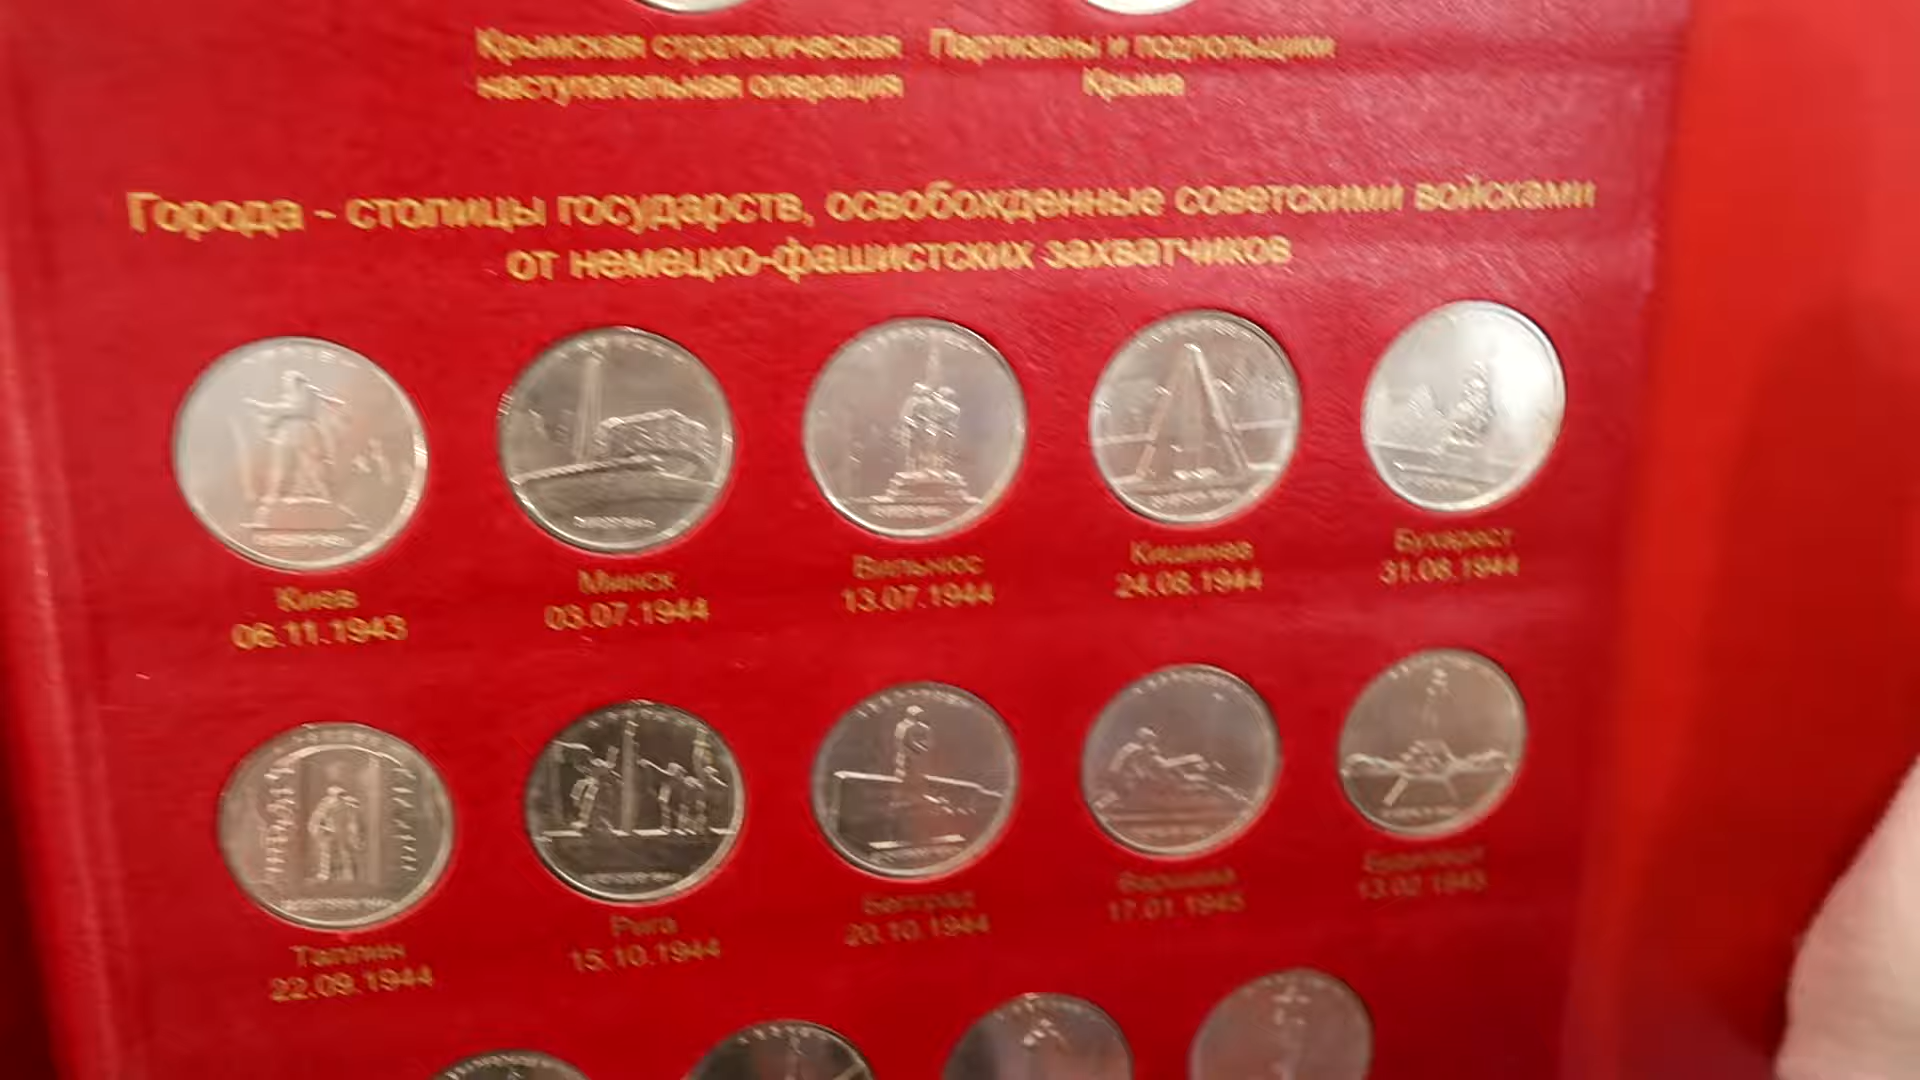 Крымская стратегическая
наступательная операция
Партизаны и подпольщики
Крыма
Города - столицы государств, освобожденные советскими войсками
от немецко-фашистских захватчиков
Киев
06.11.1943
Минск
03.07.1944
Вильнюс
13.07.1944
Кишинев
24.08.1944
Бухарест
31.08.1944
Таллин
22.09.1944
Рига
15.10.1944
Белград
20.10.1944
Варшава
17.01.1945
Будапешт
13.02.1945